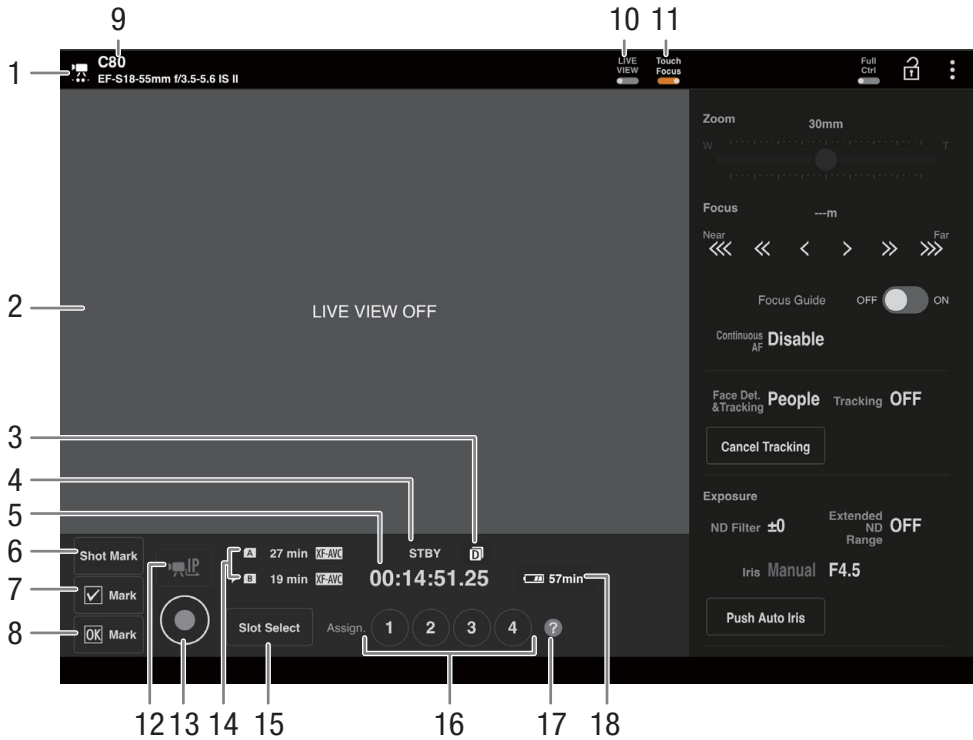 9 10 11
1 C80 LIVE VIEW Touch Focus Full Ctrl
EF-S18-55mm f/3.5-5.6 IS II
Zoom 30mm
W T
Focus ---m
Near Far
2 LIVE VIEW OFF
Focus Guide OFF ON
Continuous AF Disable
Face Det. &Tracking People Tracking OFF
Cancel Tracking
3
4
5
Exposure
ND Filter ±0 Extended ND Range OFF
Iris Manual F4.5
Push Auto Iris
6 Shot Mark
7 Mark
8 OK Mark
IP
A 27 min XF-AVC STBY D
B 19 min XF-AVC 00:14:51.25 57min
Slot Select Assign. 1 2 3 4 ?
12 13 14 15 16 17 18